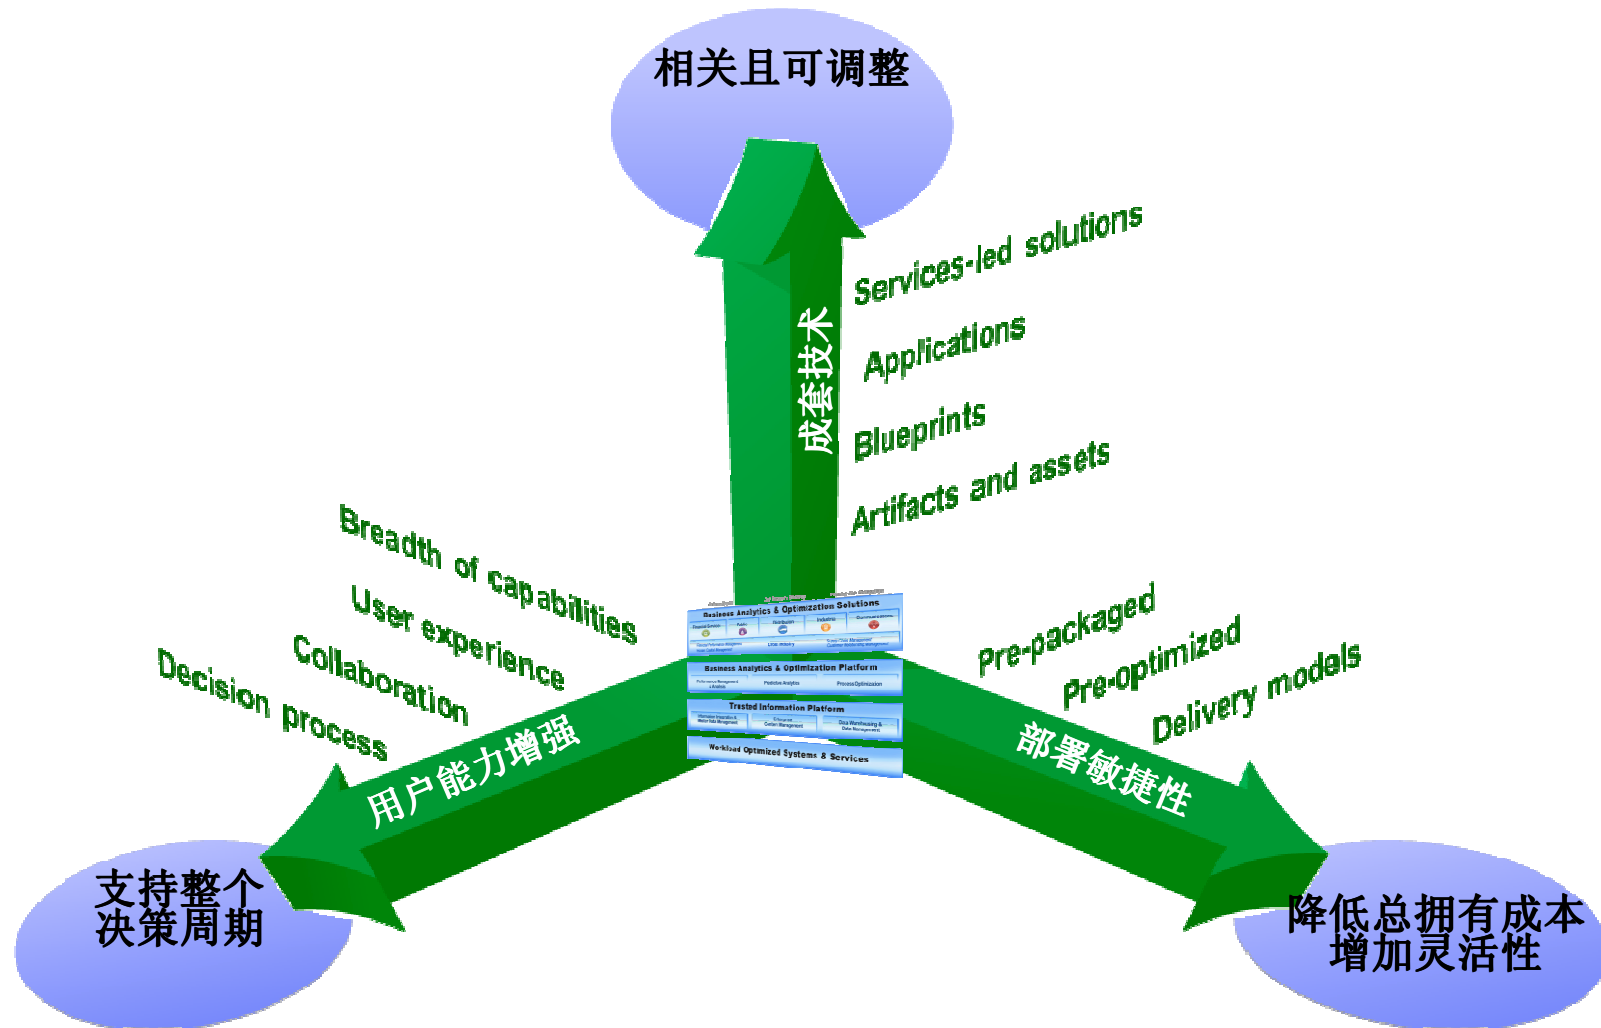 相关且可调整
Services-led solutions
Applications
成套技术
Blueprints
Artifacts and assets
Breadth of capabilities
User experience
Collaboration
Decision process
用户能力增强
Business Analytics & Optimization Solutions
Business Analytics & Optimization Platform
Predictive Analytics
Process Optimization
Trusted Information Platform
Workload Optimized Systems & Services
Pre-packaged
Pre-optimized
Delivery models
部署敏捷性
支持整个
决策周期
降低总拥有成本
增加灵活性